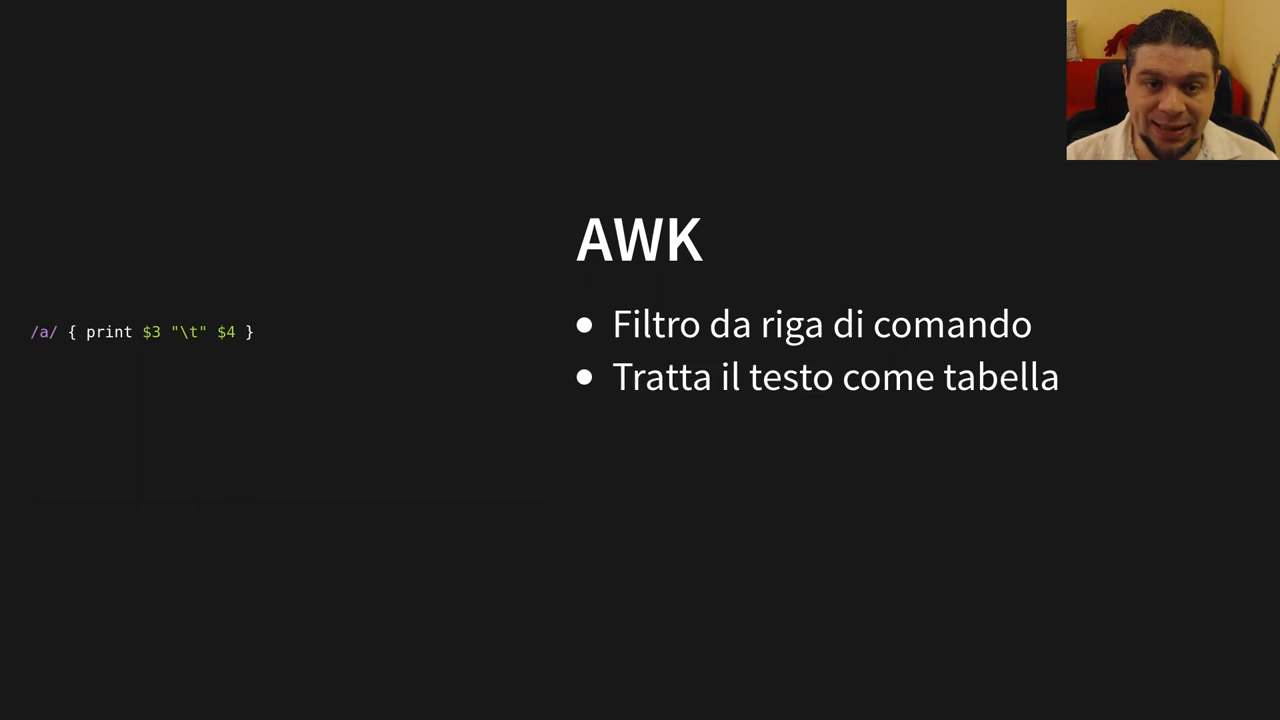 /a/ { print $3 "\t" $4 }
AWK
• Filtro da riga di comando
• Tratta il testo come tabella